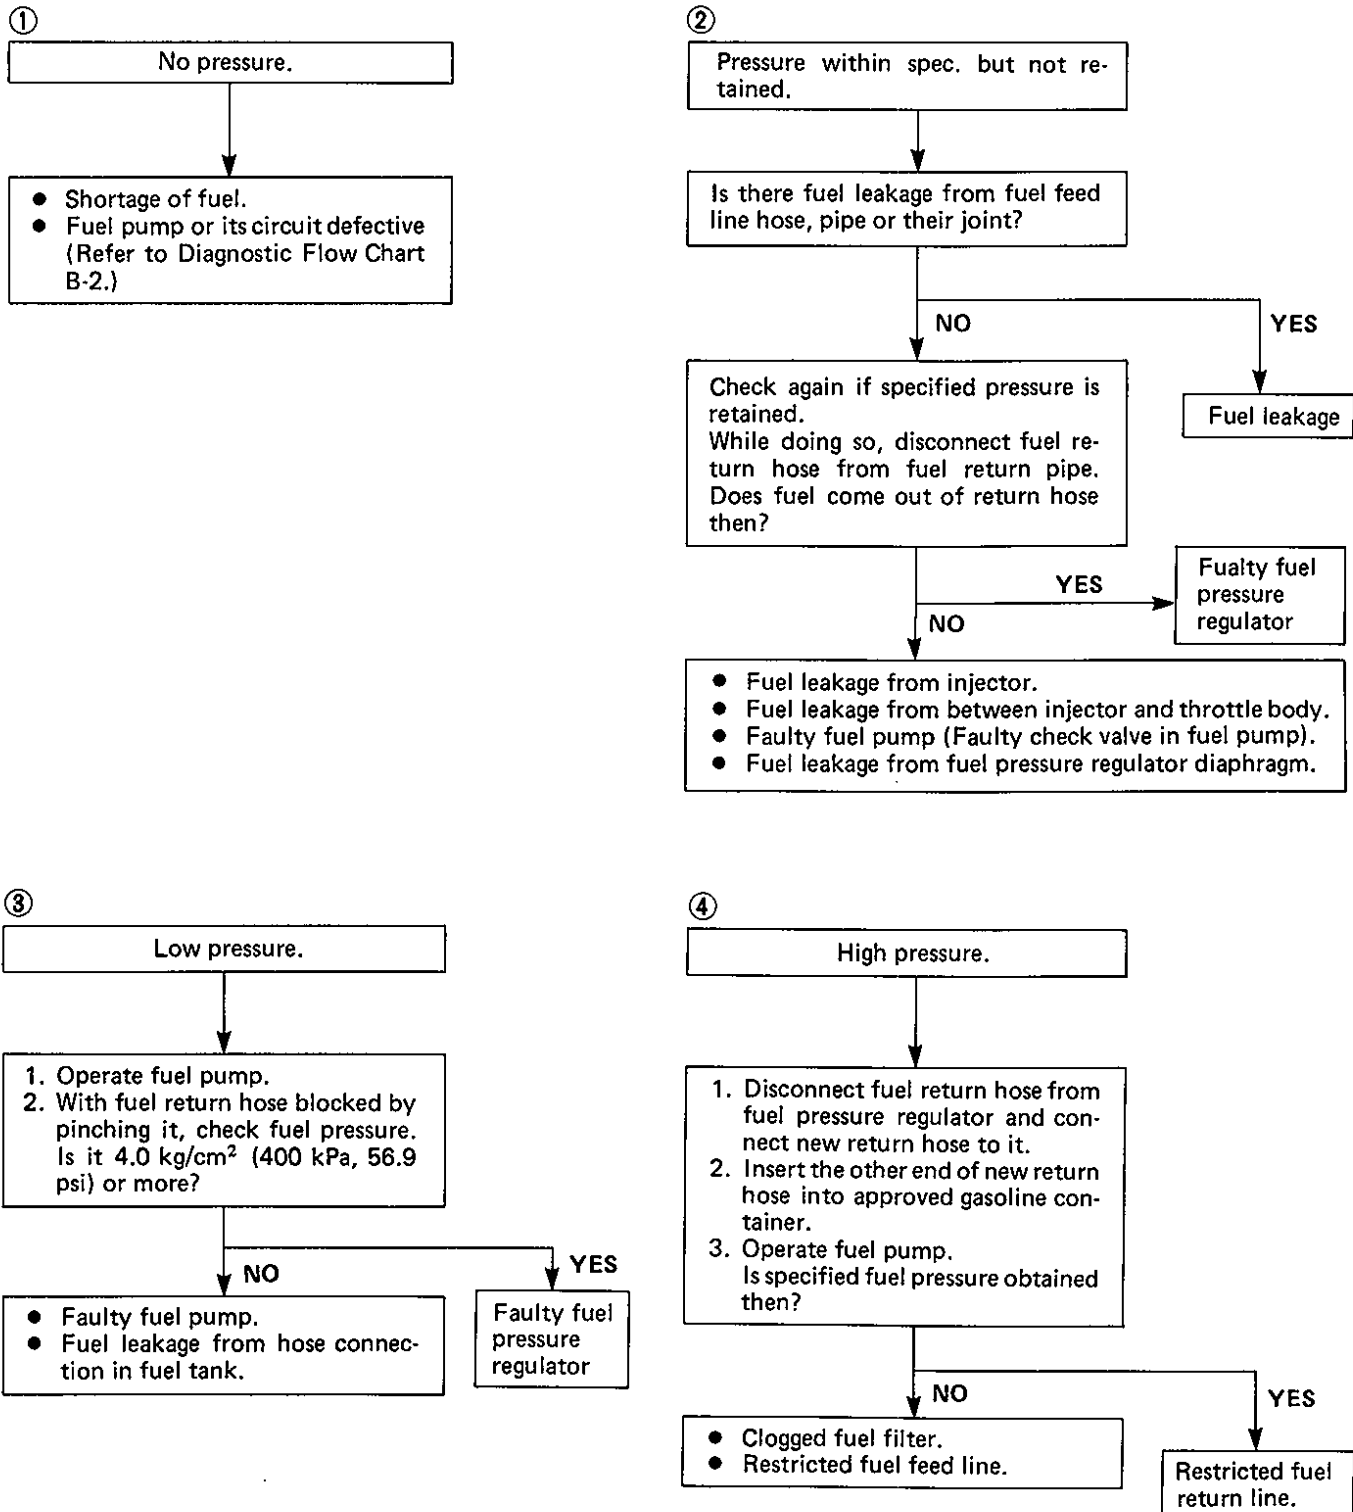 ①
No pressure.
● Shortage of fuel.
● Fuel pump or its circuit defective
(Refer to Diagnostic Flow Chart
B-2.)
②
Pressure within spec. but not re-
tained.
Is there fuel leakage from fuel feed
line hose, pipe or their joint?
NO
YES
Fuel leakage
Check again if specified pressure is
retained.
While doing so, disconnect fuel re-
turn hose from fuel return pipe.
Does fuel come out of return hose
then?
YES
Fualty fuel
pressure
regulator
NO
● Fuel leakage from injector.
● Fuel leakage from between injector and throttle body.
● Faulty fuel pump (Faulty check valve in fuel pump).
● Fuel leakage from fuel pressure regulator diaphragm.
③
Low pressure.
1. Operate fuel pump.
2. With fuel return hose blocked by
pinching it, check fuel pressure.
Is it 4.0 kg/cm² (400 kPa, 56.9
psi) or more?
NO
YES
● Faulty fuel pump.
● Fuel leakage from hose connec-
tion in fuel tank.
Faulty fuel
pressure
regulator
④
High pressure.
1. Disconnect fuel return hose from
fuel pressure regulator and con-
nect new return hose to it.
2. Insert the other end of new return
hose into approved gasoline con-
tainer.
3. Operate fuel pump.
Is specified fuel pressure obtained
then?
NO
YES
● Clogged fuel filter.
● Restricted fuel feed line.
Restricted fuel
return line.